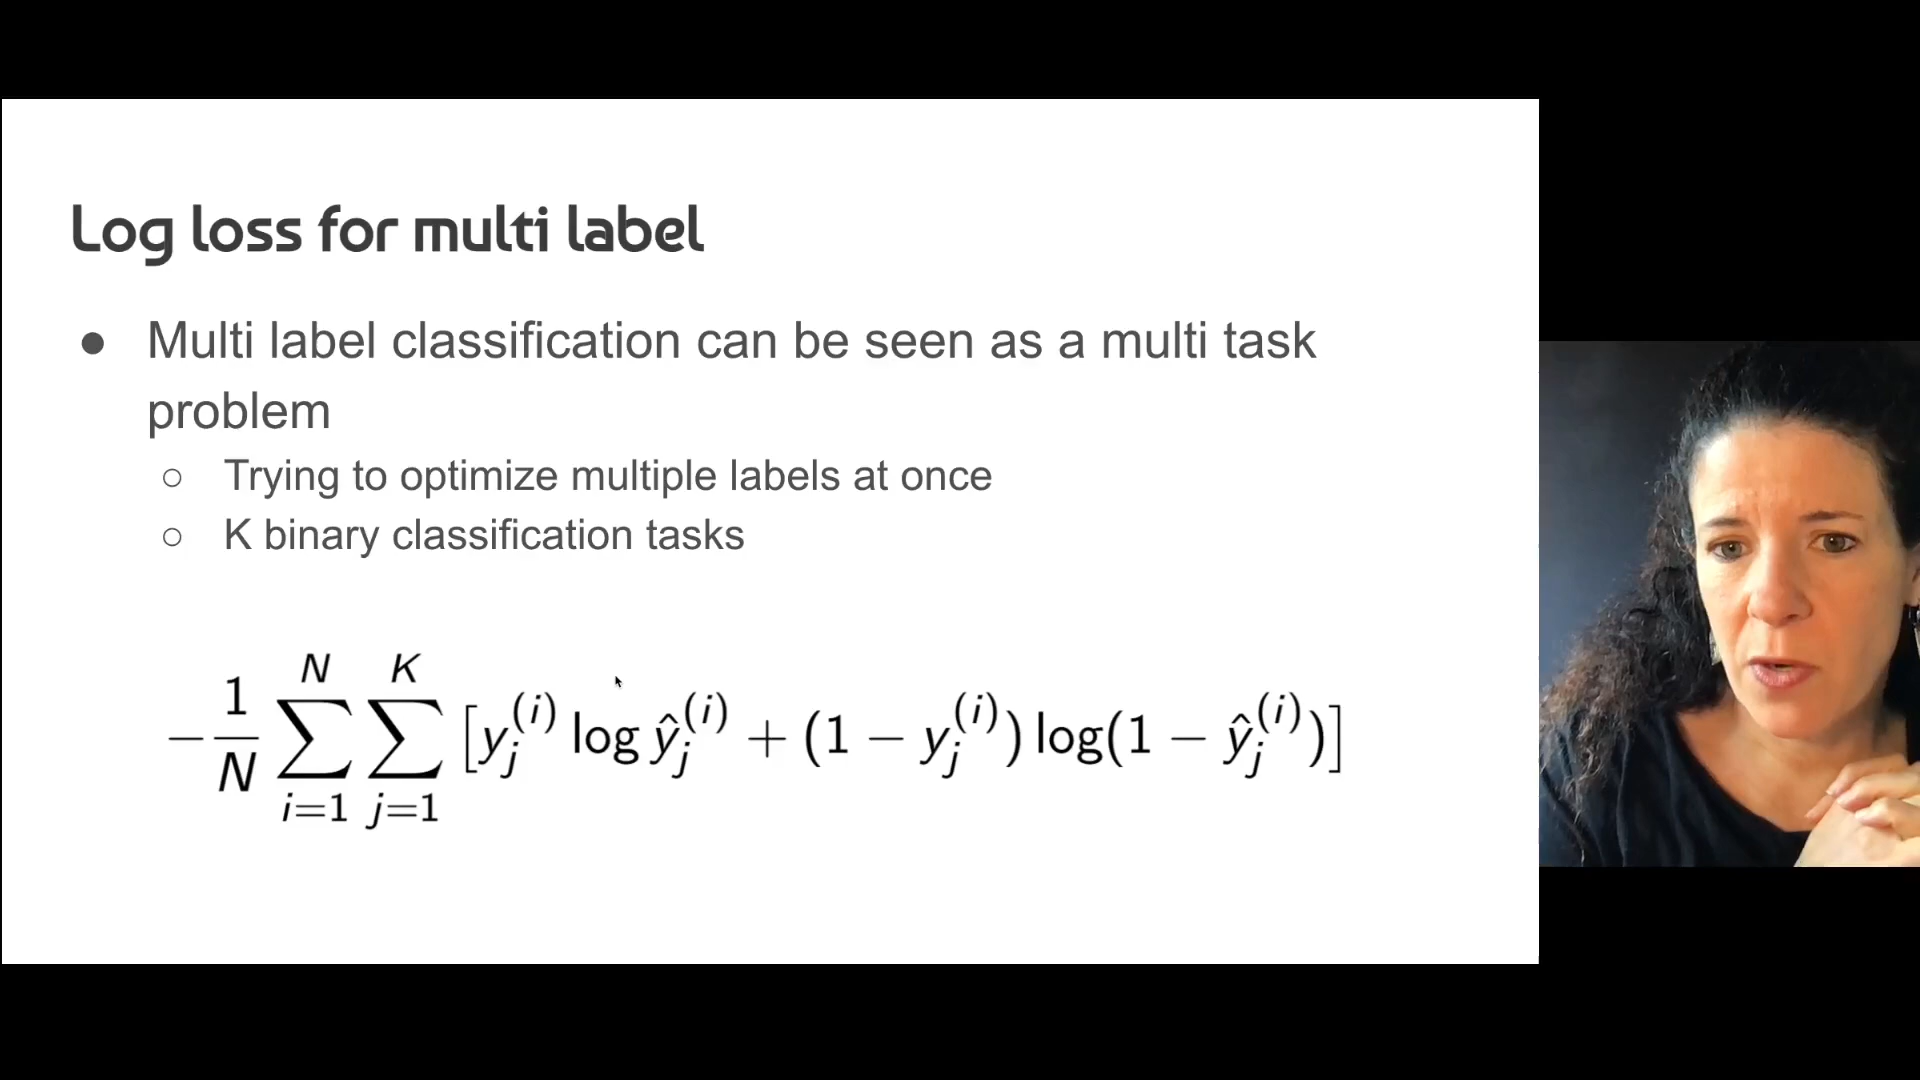 Log loss for multi label
● Multi label classification can be seen as a multi task
problem
○ Trying to optimize multiple labels at once
○ K binary classification tasks
$-\frac{1}{N}\sum_{i=1}^{N}\sum_{j=1}^{K}[y_j^{(i)} \log \hat{y}_j^{(i)} + (1 - y_j^{(i)}) \log(1 - \hat{y}_j^{(i)})]$